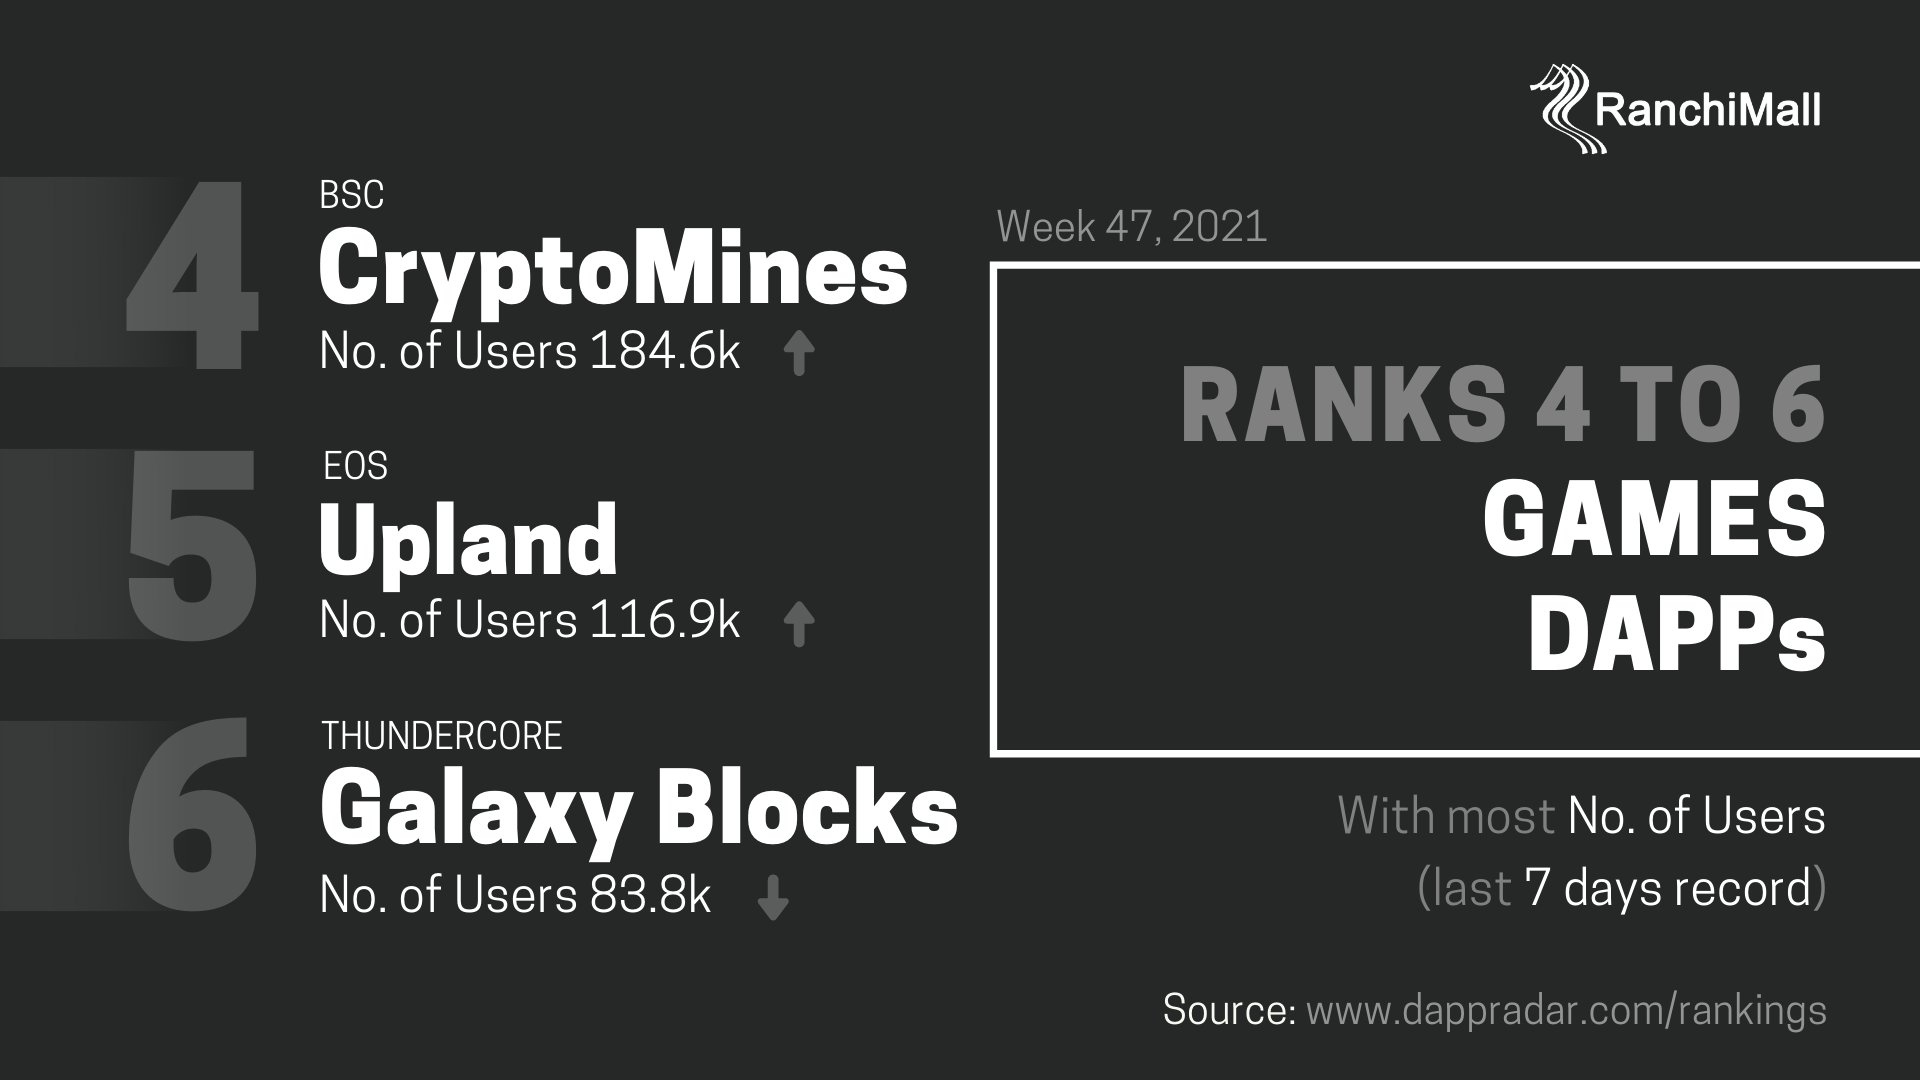 RanchiMall
4
BSC
CryptoMines
No. of Users 184.6k
5
EOS
Upland
No. of Users 116.9k
6
THUNDERCORE
Galaxy Blocks
No. of Users 83.8k
Week 47, 2021
RANKS 4 TO 6
GAMES
DAPPs
With most No. of Users
(last 7 days record)
Source: www.dappradar.com/rankings